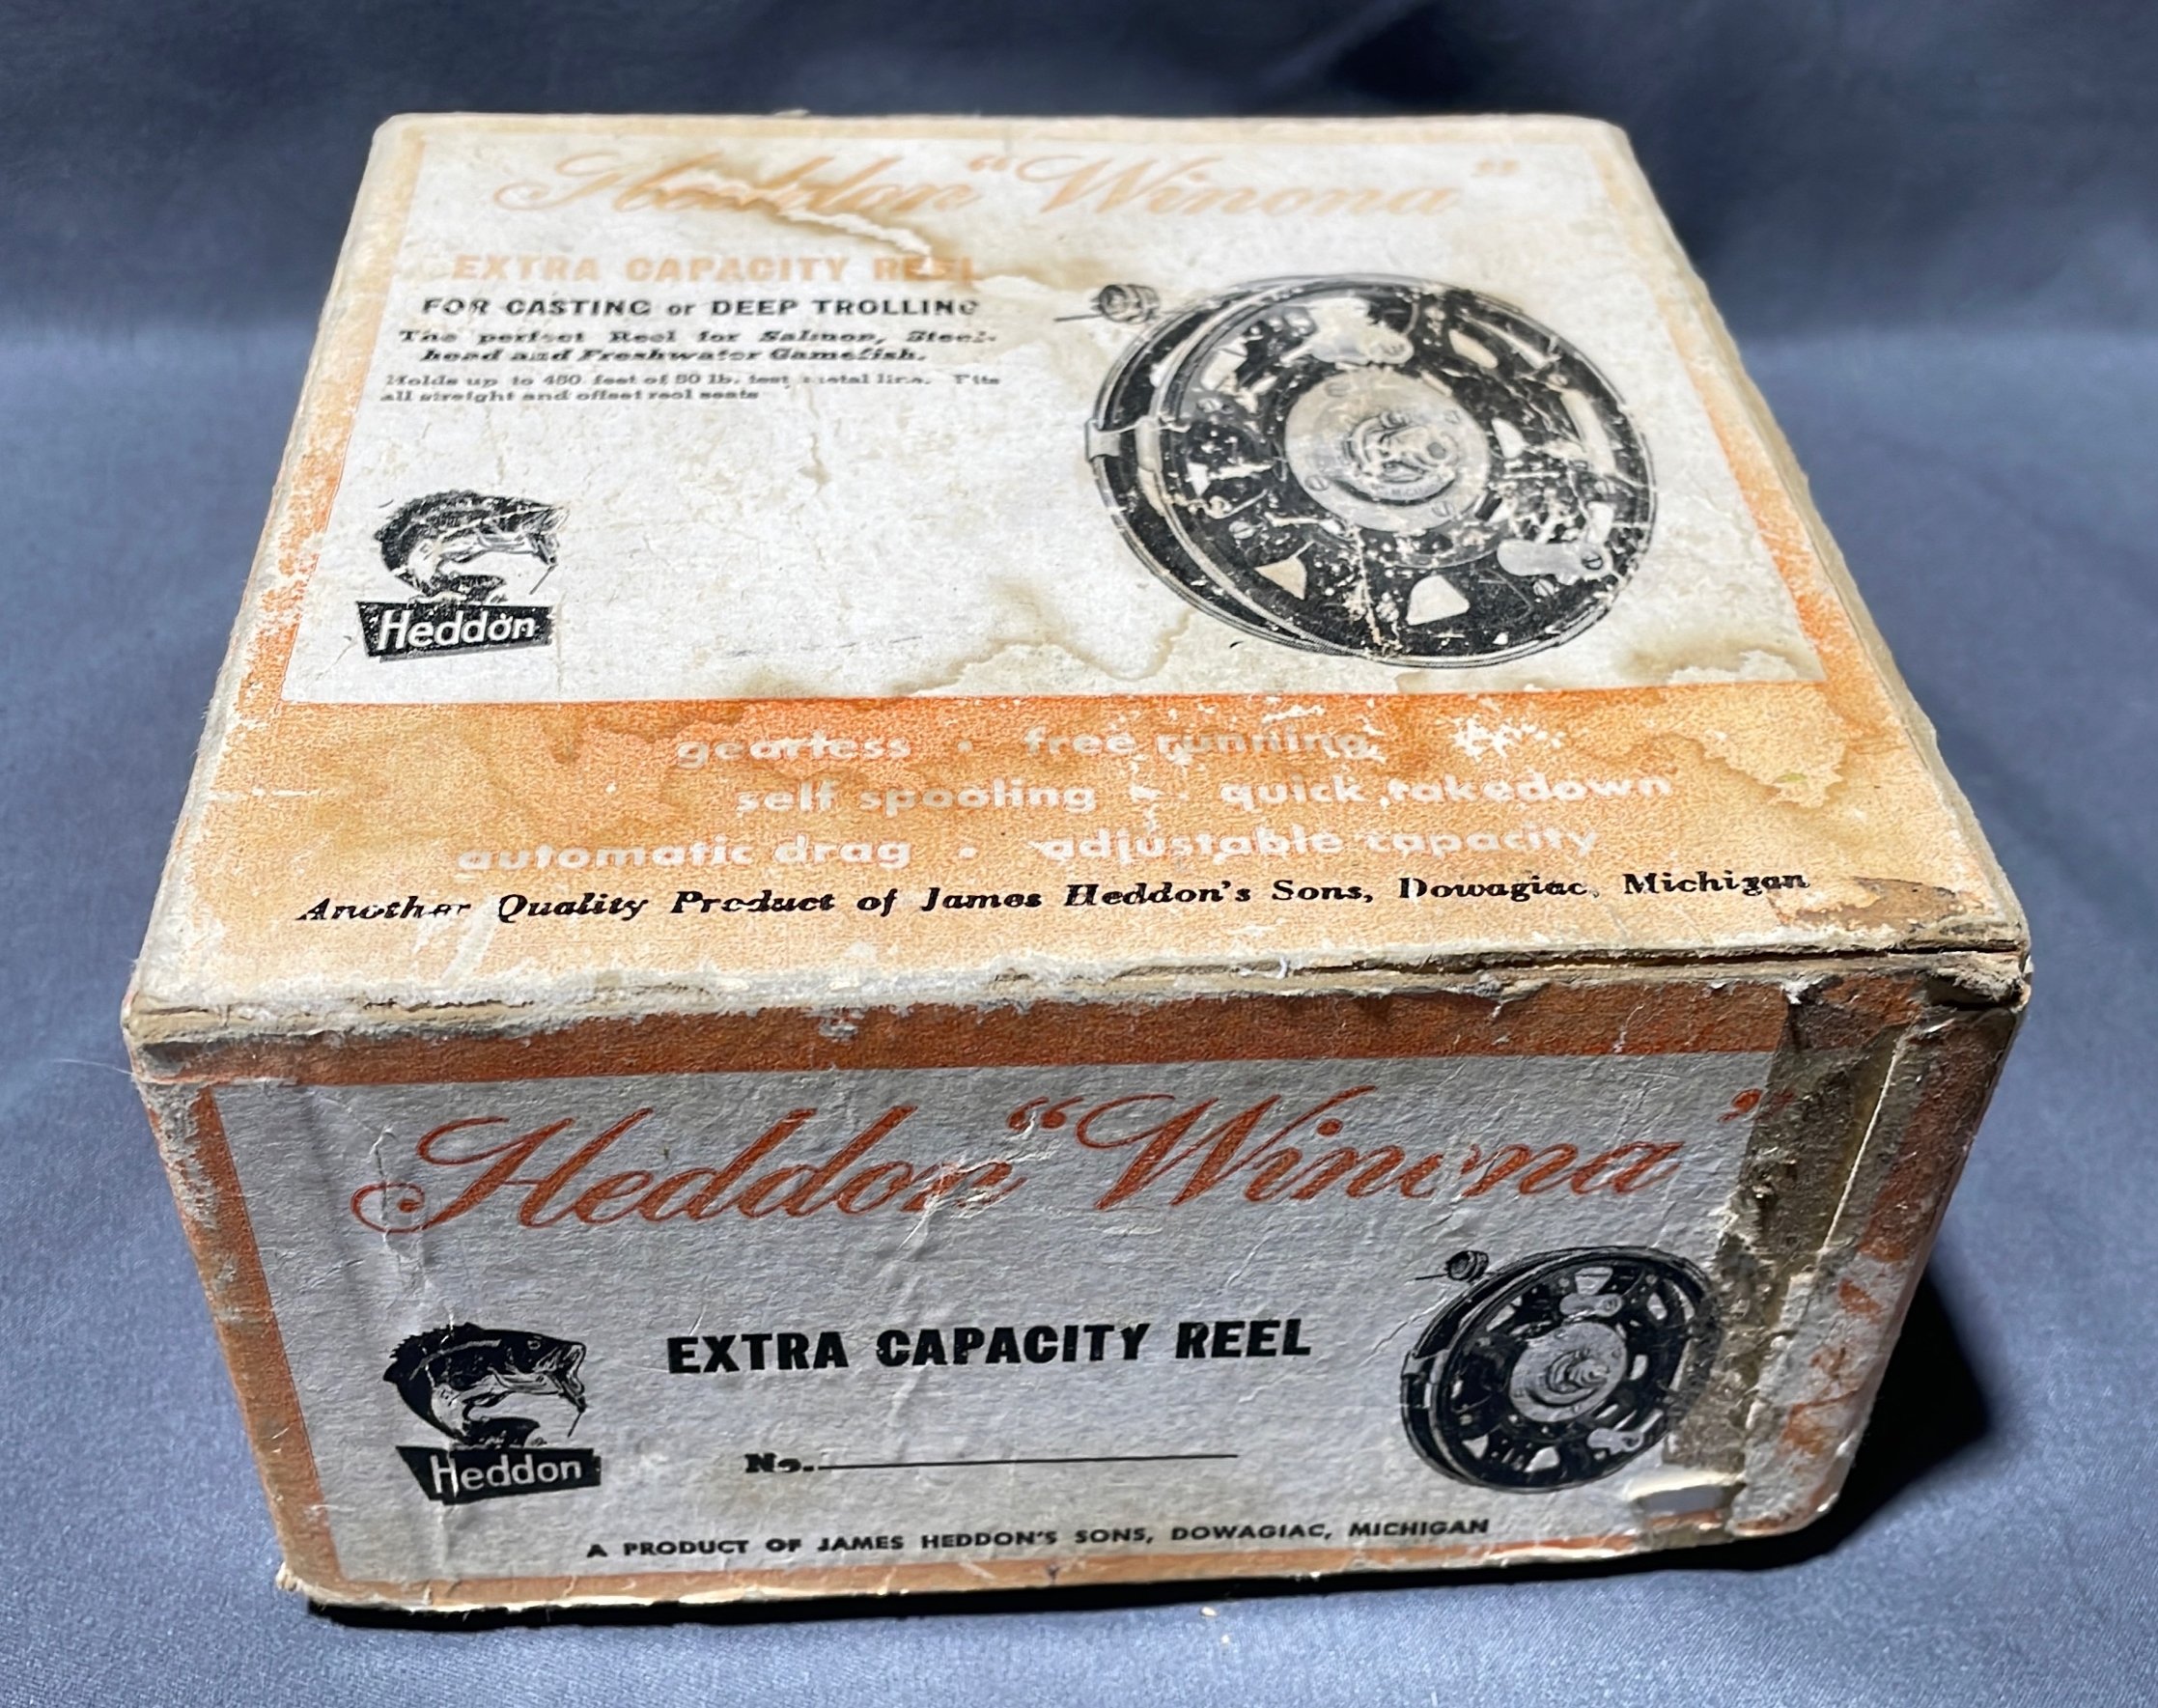 Heddon "Winona"
EXTRA CAPACITY REEL
FOR CASTING or DEEP TROLLING
The perfect Reel for Salmon, Steel-
head and Freshwater Gamefish.
Holds up to 450 feet of 50 lb. test metal line. Fits
all straight and offset reel seats
Heddon
gearless • free running
self spooling • quick takedown
automatic drag • adjustable capacity
Another Quality Product of James Heddon's Sons, Dowagiac, Michigan
Heddon "Winona"
EXTRA CAPACITY REEL
Heddon
No.
A PRODUCT OF JAMES HEDDON'S SONS, DOWAGIAC, MICHIGAN